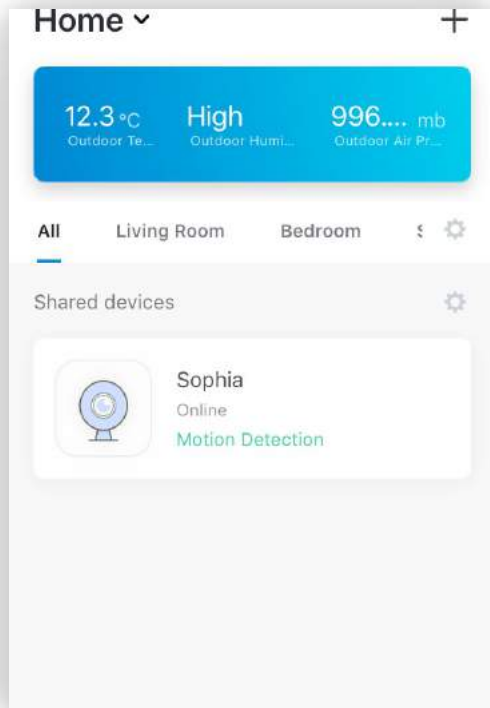 Home
12.3 °C High 996.... mb
Outdoor Te... Outdoor Humi... Outdoor Air Pr...
All Living Room Bedroom
Shared devices
Sophia
Online
Motion Detection